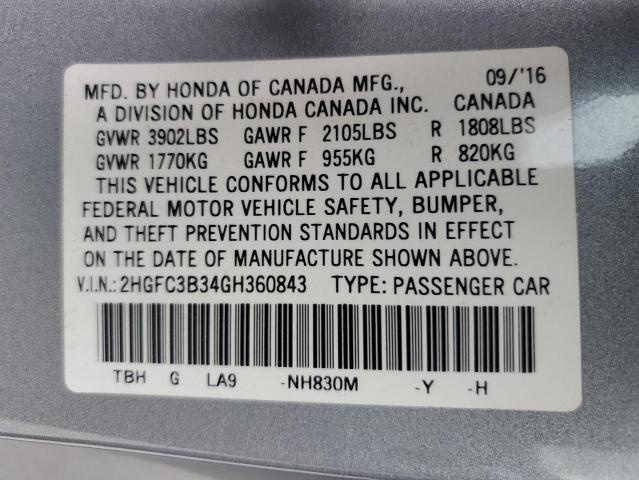 MFD. BY HONDA OF CANADA MFG., 09/'16
A DIVISION OF HONDA CANADA INC. CANADA
GVWR 3902LBS GAWR F 2105LBS R 1808LBS
GVWR 1770KG GAWR F 955KG R 820KG
THIS VEHICLE CONFORMS TO ALL APPLICABLE
FEDERAL MOTOR VEHICLE SAFETY, BUMPER,
AND THEFT PREVENTION STANDARDS IN EFFECT
ON THE DATE OF MANUFACTURE SHOWN ABOVE.
V.I.N.: 2HGFC3B34GH360843 TYPE: PASSENGER CAR
TBH G LA9 -NH830M -Y -H